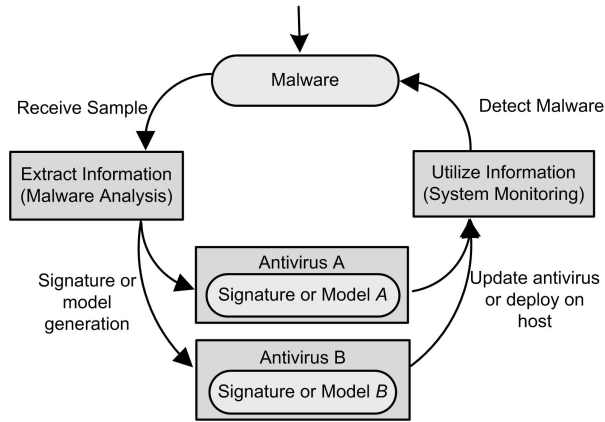 Malware
Receive Sample
Detect Malware
Extract Information
(Malware Analysis)
Utilize Information
(System Monitoring)
Signature or
model
generation
Antivirus A
Signature or Model A
Update antivirus
or deploy on
host
Antivirus B
Signature or Model B